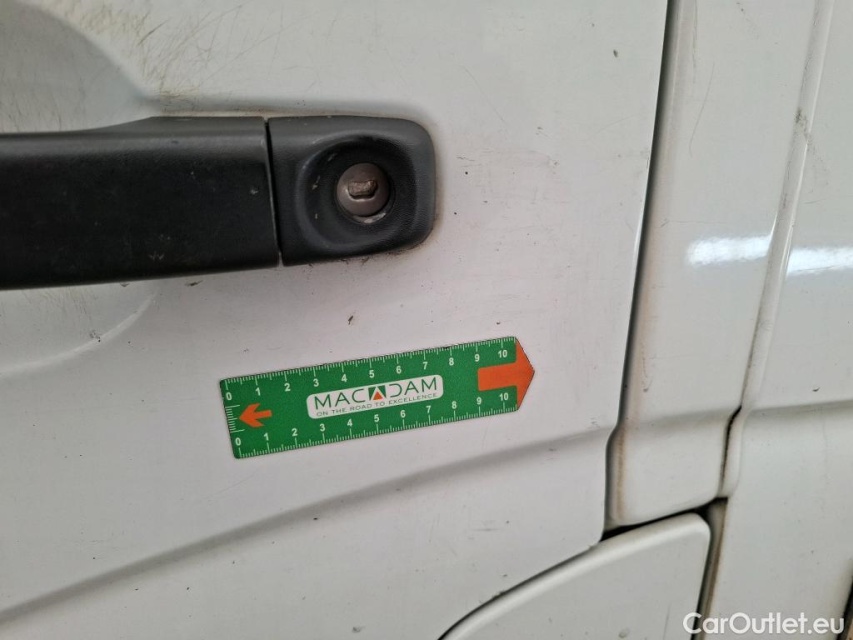 0 1 2 3 4 5 6 7 8 9 10
MACADAM
ON THE ROAD TO EXCELLENCE
0 1 2 3 4 5 6 7 8 9 10
CarOutlet.eu